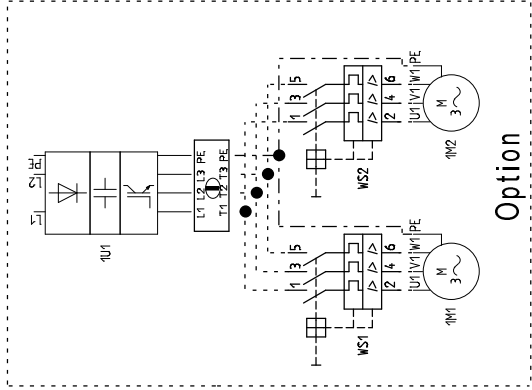 L1 L2 PE
1U1
L1 L2 L3 PE
T1 T2 T3 PE
1 3 5
I> I> I>
WS1
2 4 6
U1 V1 W1 PE
M
3~
1M1
1 3 5
I> I> I>
WS2
2 4 6
U1 V1 W1 PE
M
3~
1M2
Option